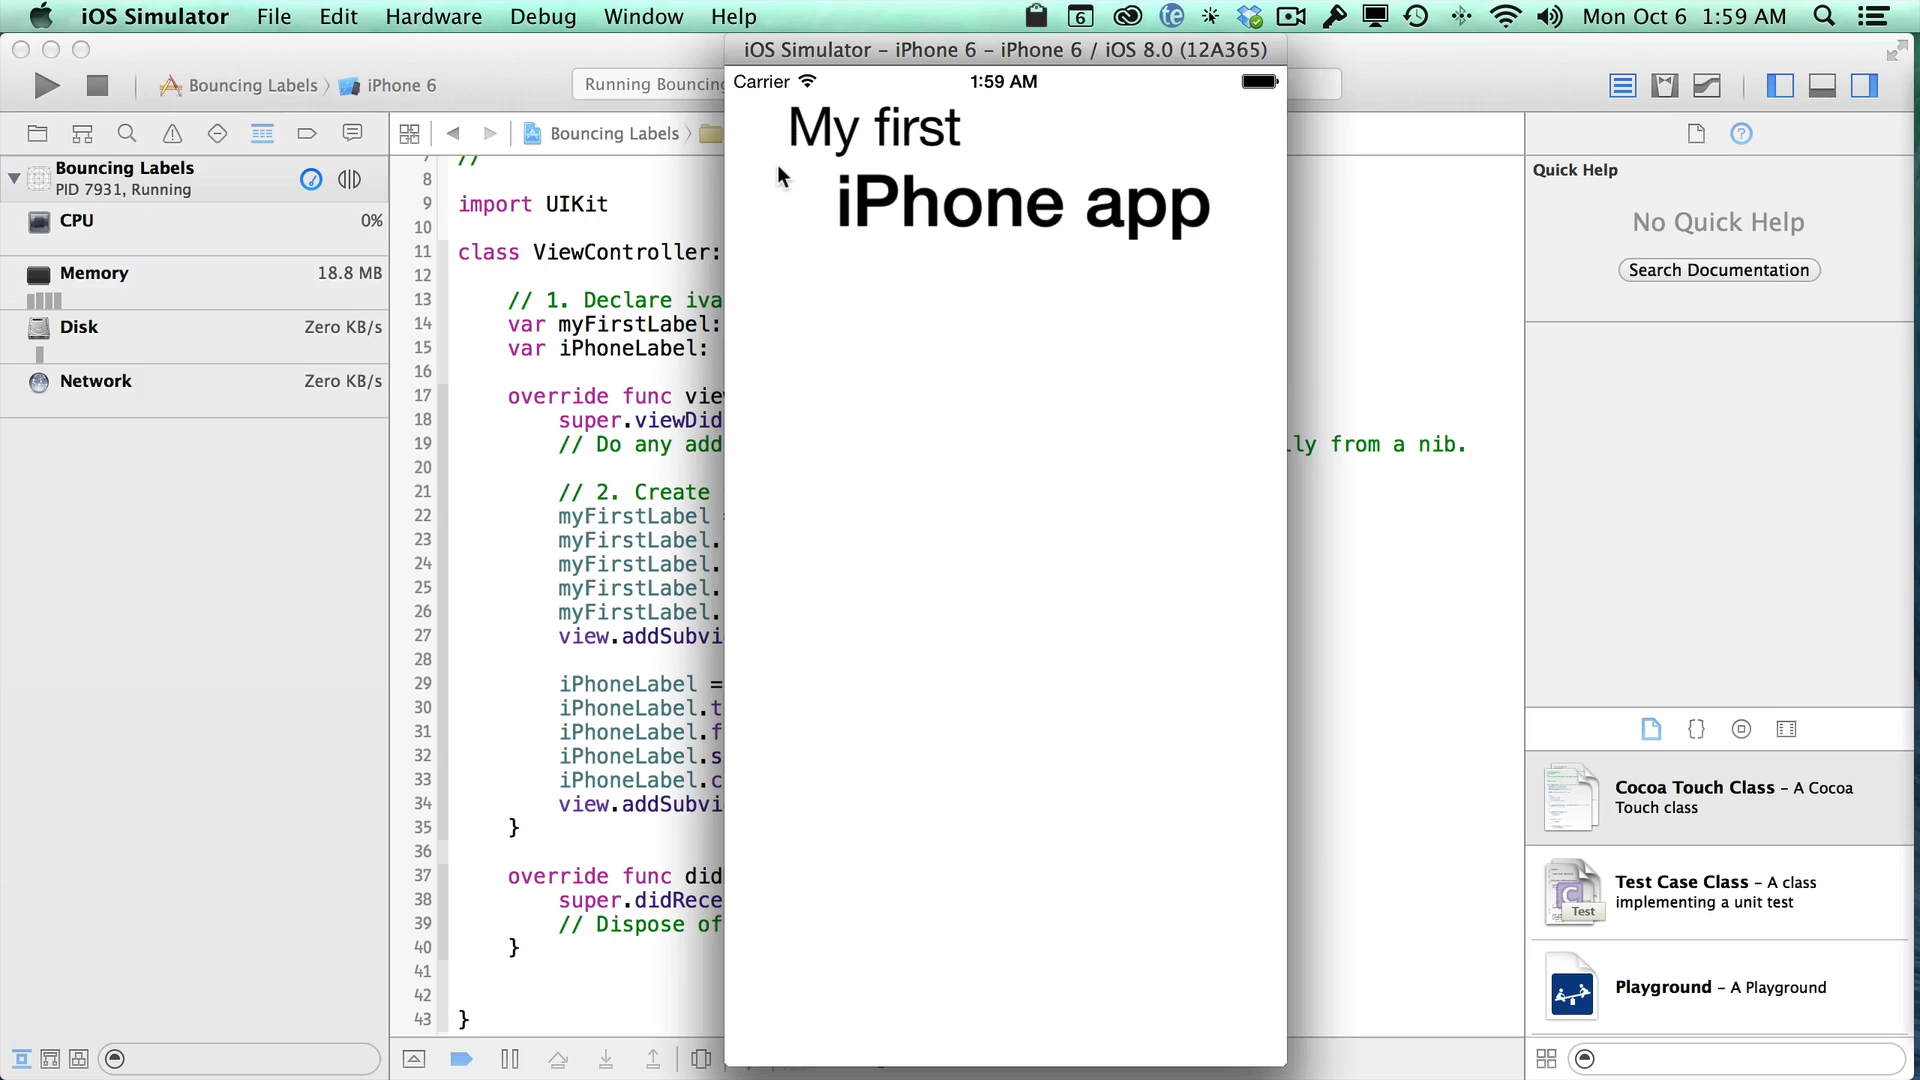 iOS Simulator File Edit Hardware Debug Window Help
6 te Mon Oct 6 1:59 AM
iOS Simulator – iPhone 6 – iPhone 6 / iOS 8.0 (12A365)
Bouncing Labels iPhone 6
Running Bouncing
Carrier 1:59 AM
My first
iPhone app
Bouncing Labels
Bouncing Labels
PID 7931, Running
CPU 0%
Memory 18.8 MB
Disk Zero KB/s
Network Zero KB/s
7 //
8
9 import UIKit
10
11 class ViewController:
12
13 // 1. Declare iva
14 var myFirstLabel:
15 var iPhoneLabel:
16
17 override func view
18 super.viewDid
19 // Do any add lly from a nib.
20
21 // 2. Create
22 myFirstLabel =
23 myFirstLabel.
24 myFirstLabel.
25 myFirstLabel.
26 myFirstLabel.
27 view.addSubvi
28
29 iPhoneLabel =
30 iPhoneLabel.t
31 iPhoneLabel.f
32 iPhoneLabel.s
33 iPhoneLabel.c
34 view.addSubvi
35 }
36
37 override func did
38 super.didRece
39 // Dispose of
40 }
41
42
43 }
Quick Help
No Quick Help
Search Documentation
Cocoa Touch Class – A Cocoa
Touch class
C
Test
Test Case Class – A class
implementing a unit test
Playground – A Playground